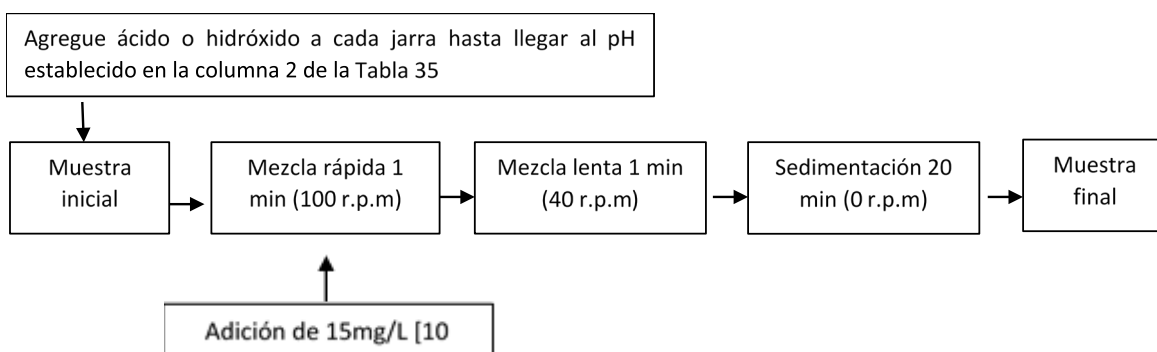 Agregue ácido o hidróxido a cada jarra hasta llegar al pH
establecido en la columna 2 de la Tabla 35
Muestra
inicial
Mezcla rápida 1
min (100 r.p.m)
Mezcla lenta 1 min
(40 r.p.m)
Sedimentación 20
min (0 r.p.m)
Muestra
final
Adición de 15mg/L [10